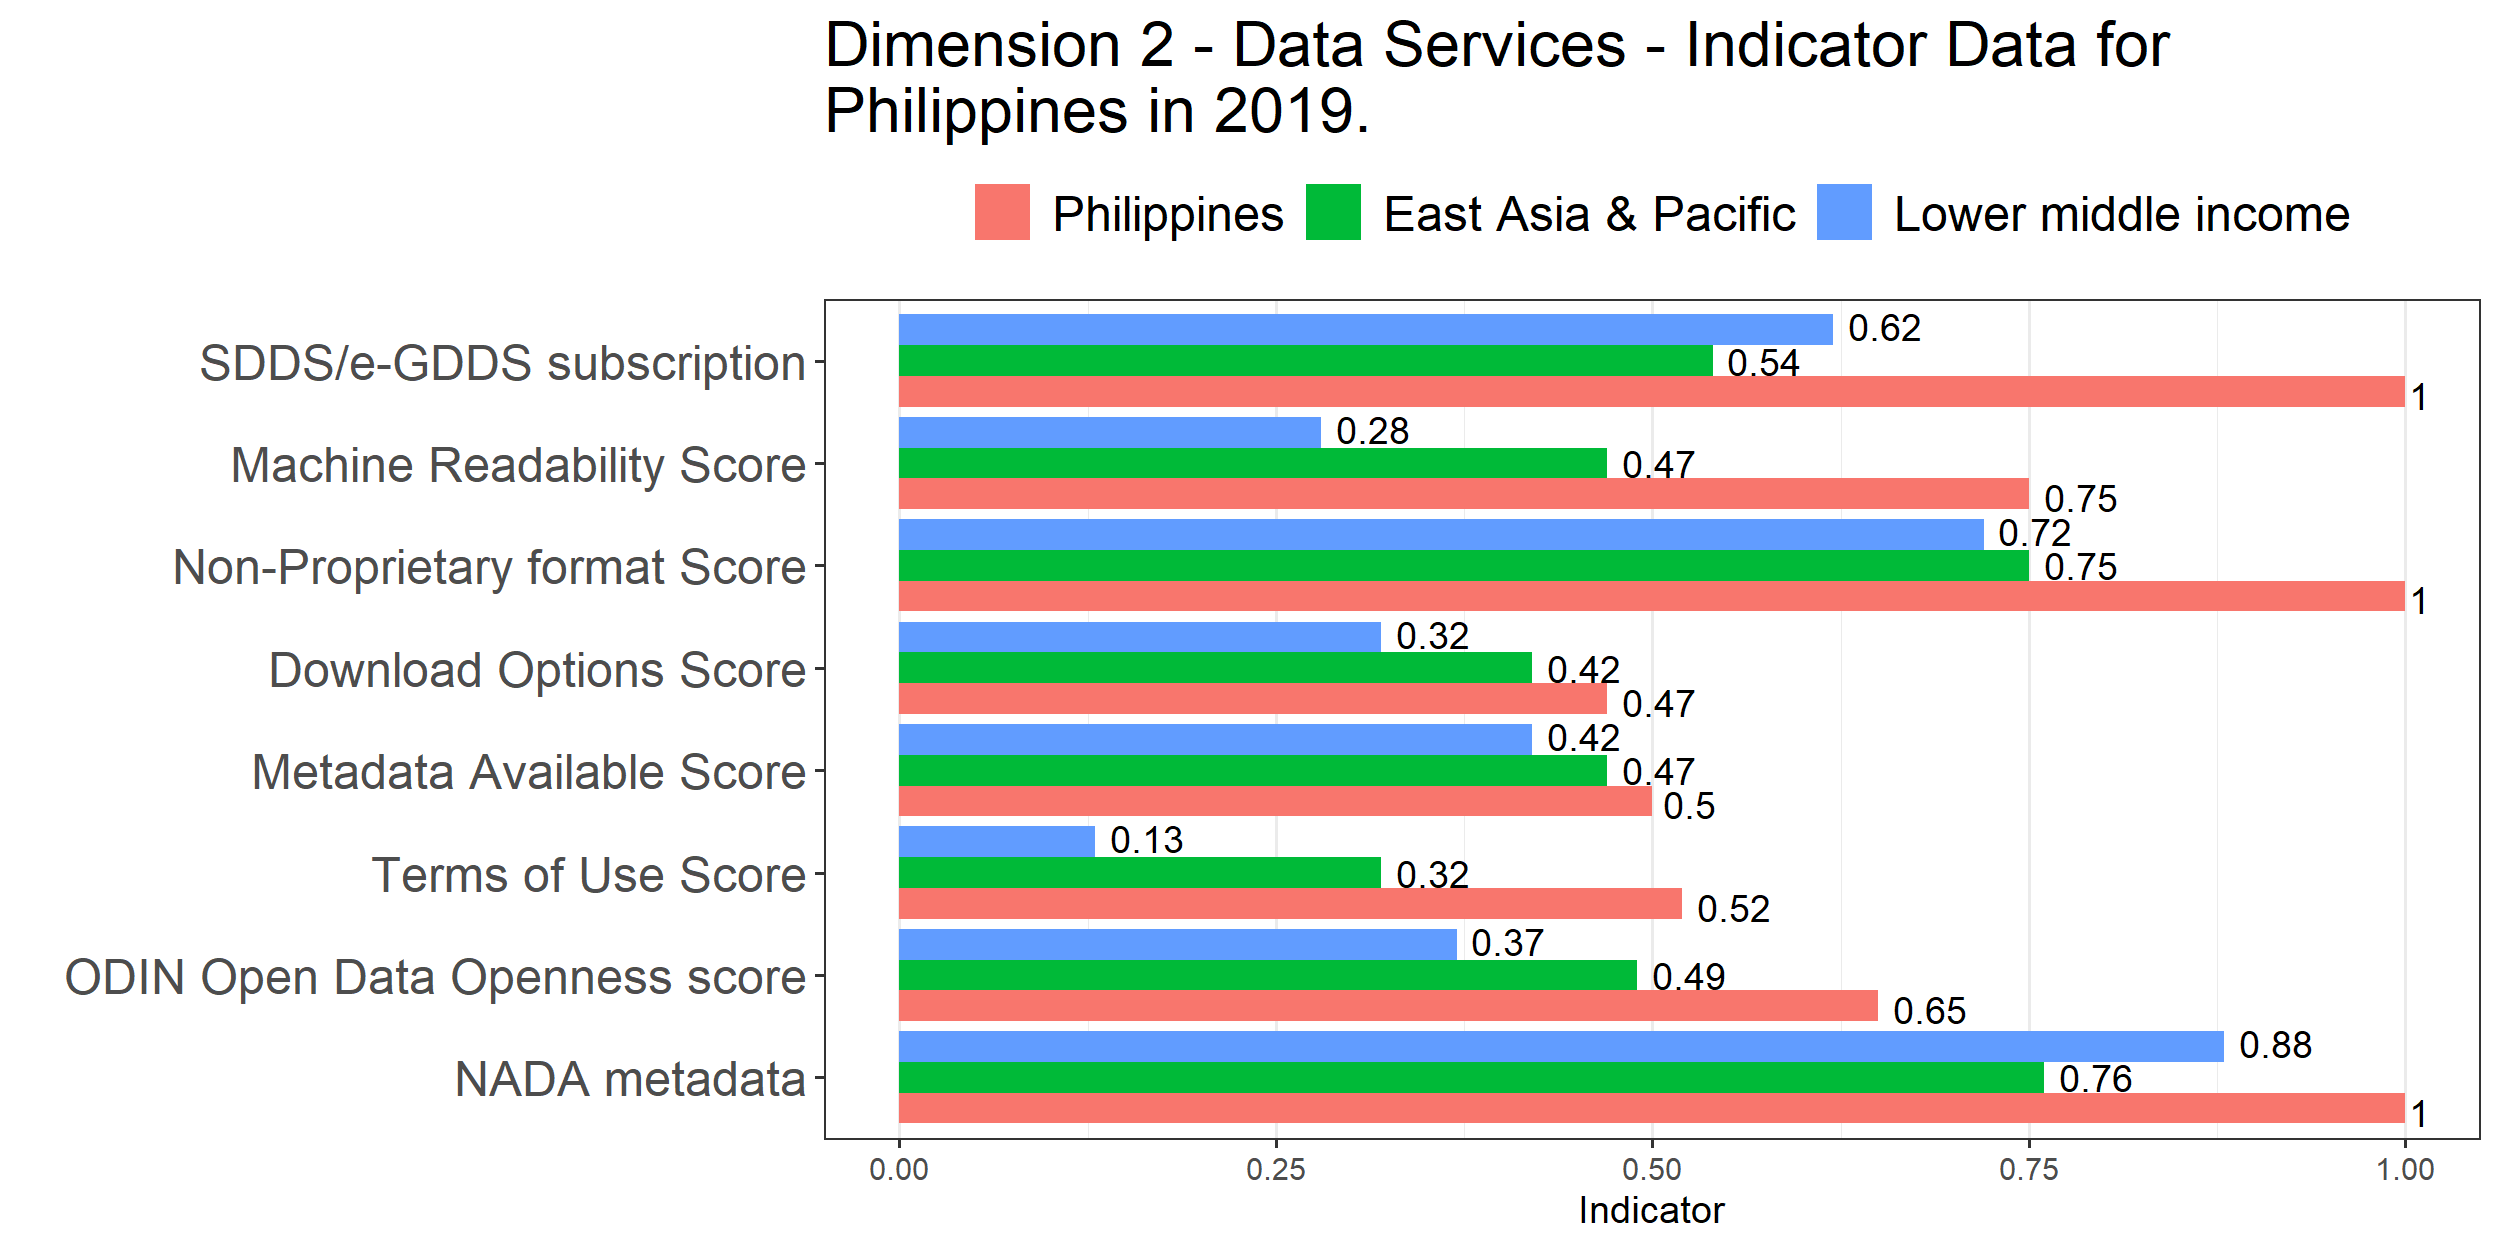 Dimension 2 - Data Services - Indicator Data for
Philippines in 2019.
Philippines East Asia & Pacific Lower middle income
SDDS/e-GDDS subscription
0.62
0.54
1
Machine Readability Score
0.28
0.47
0.75
Non-Proprietary format Score
0.72
0.75
1
Download Options Score
0.32
0.42
0.47
Metadata Available Score
0.42
0.47
0.5
Terms of Use Score
0.13
0.32
0.52
ODIN Open Data Openness score
0.37
0.49
0.65
NADA metadata
0.88
0.76
1
0.00 0.25 0.50 0.75 1.00
Indicator